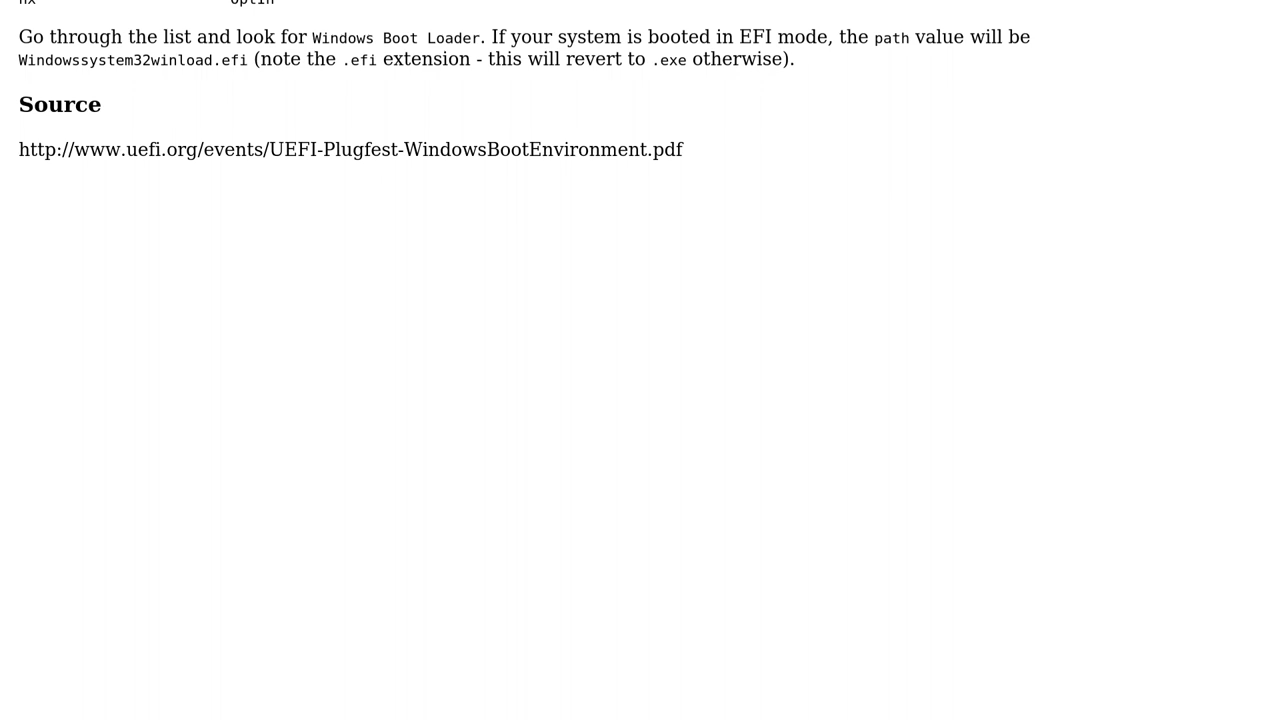 nx OptIn
Go through the list and look for Windows Boot Loader. If your system is booted in EFI mode, the path value will be
Windowssystem32winload.efi (note the .efi extension - this will revert to .exe otherwise).
Source
http://www.uefi.org/events/UEFI-Plugfest-WindowsBootEnvironment.pdf